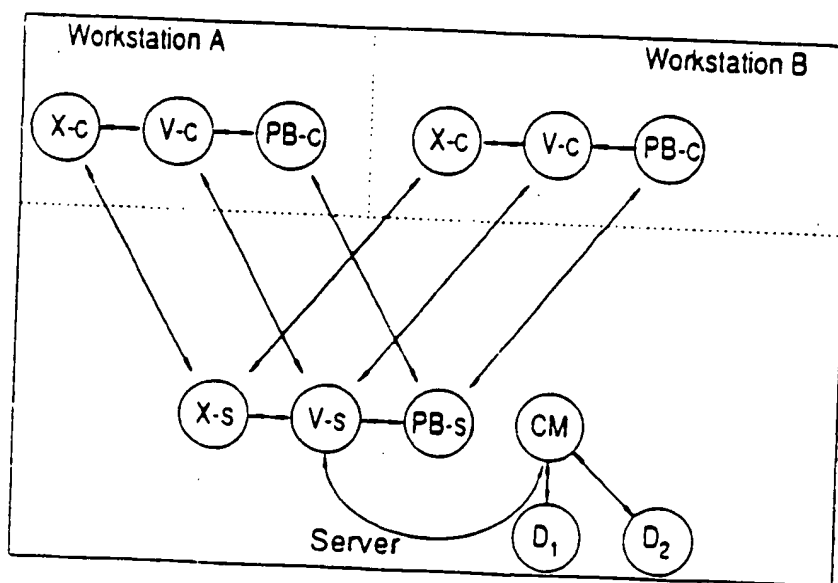 Workstation A
Workstation B
X-c V-c PB-c X-c V-c PB-c
X-s V-s PB-s CM
Server D1 D2